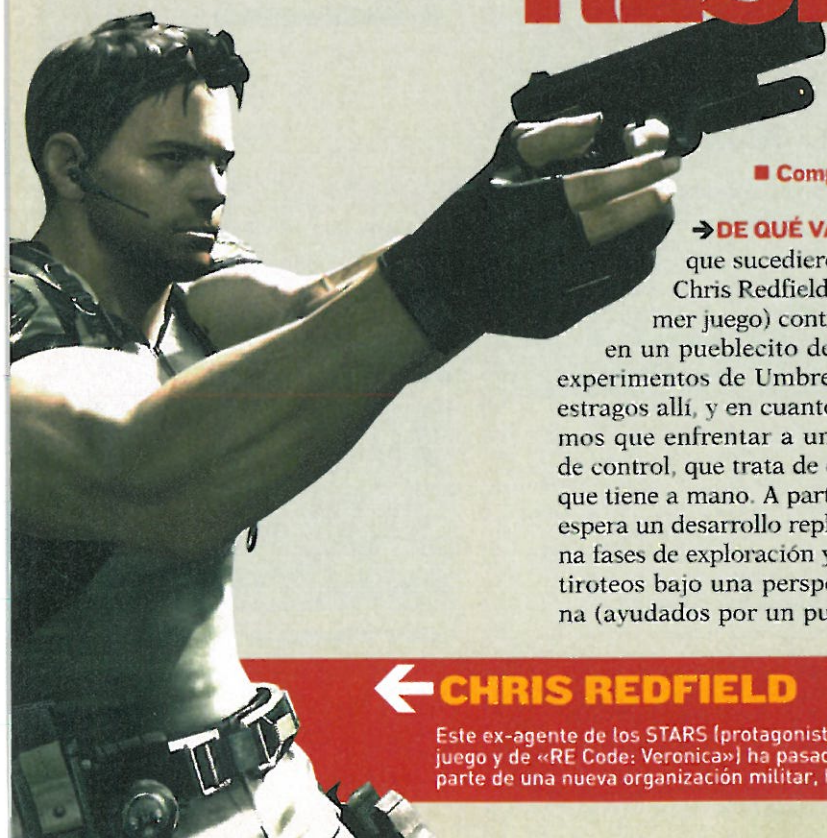 ■ Comp
→DE QUÉ VA
que sucediero
Chris Redfield
mer juego) cont
en un pueblecito de
experimentos de Umbre
estragos allí, y en cuanto
mos que enfrentar a un
de control, que trata de
que tiene a mano. A part
espera un desarrollo repl
na fases de exploración y
tiroteos bajo una perspe
na (ayudados por un pu
←CHRIS REDFIELD
Este ex-agente de los STARS (protagonist
juego y de «RE Code: Veronica») ha pasad
parte de una nueva organización militar,